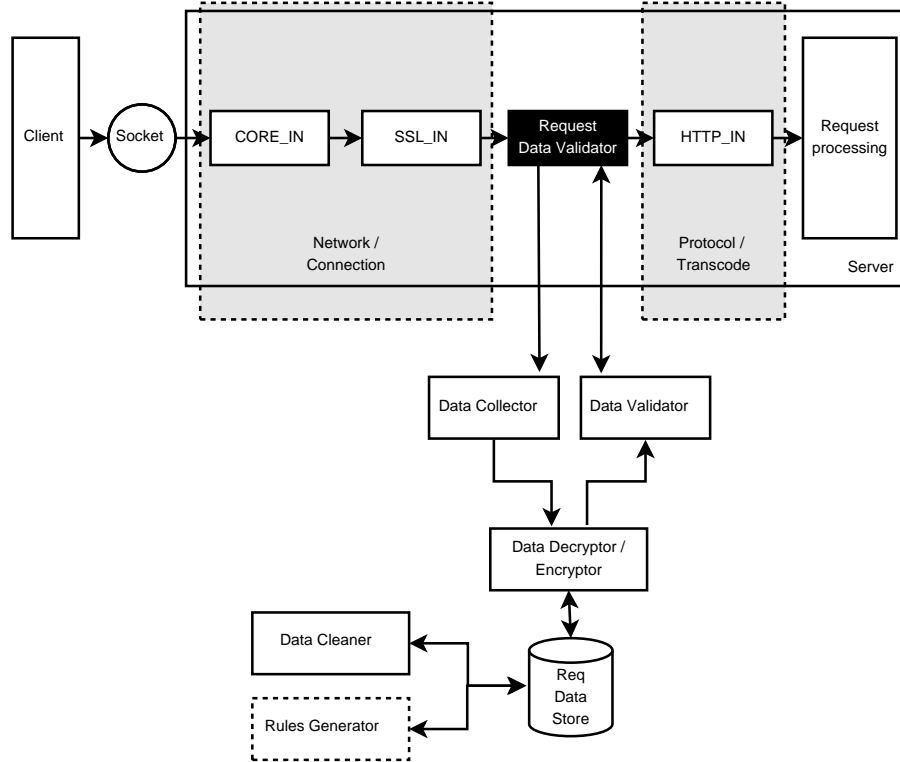 Client
Socket
CORE_IN
SSL_IN
Request
Data Validator
HTTP_IN
Request
processing
Network /
Connection
Protocol /
Transcode
Server
Data Collector
Data Validator
Data Decryptor /
Encryptor
Data Cleaner
Req
Data
Store
Rules Generator